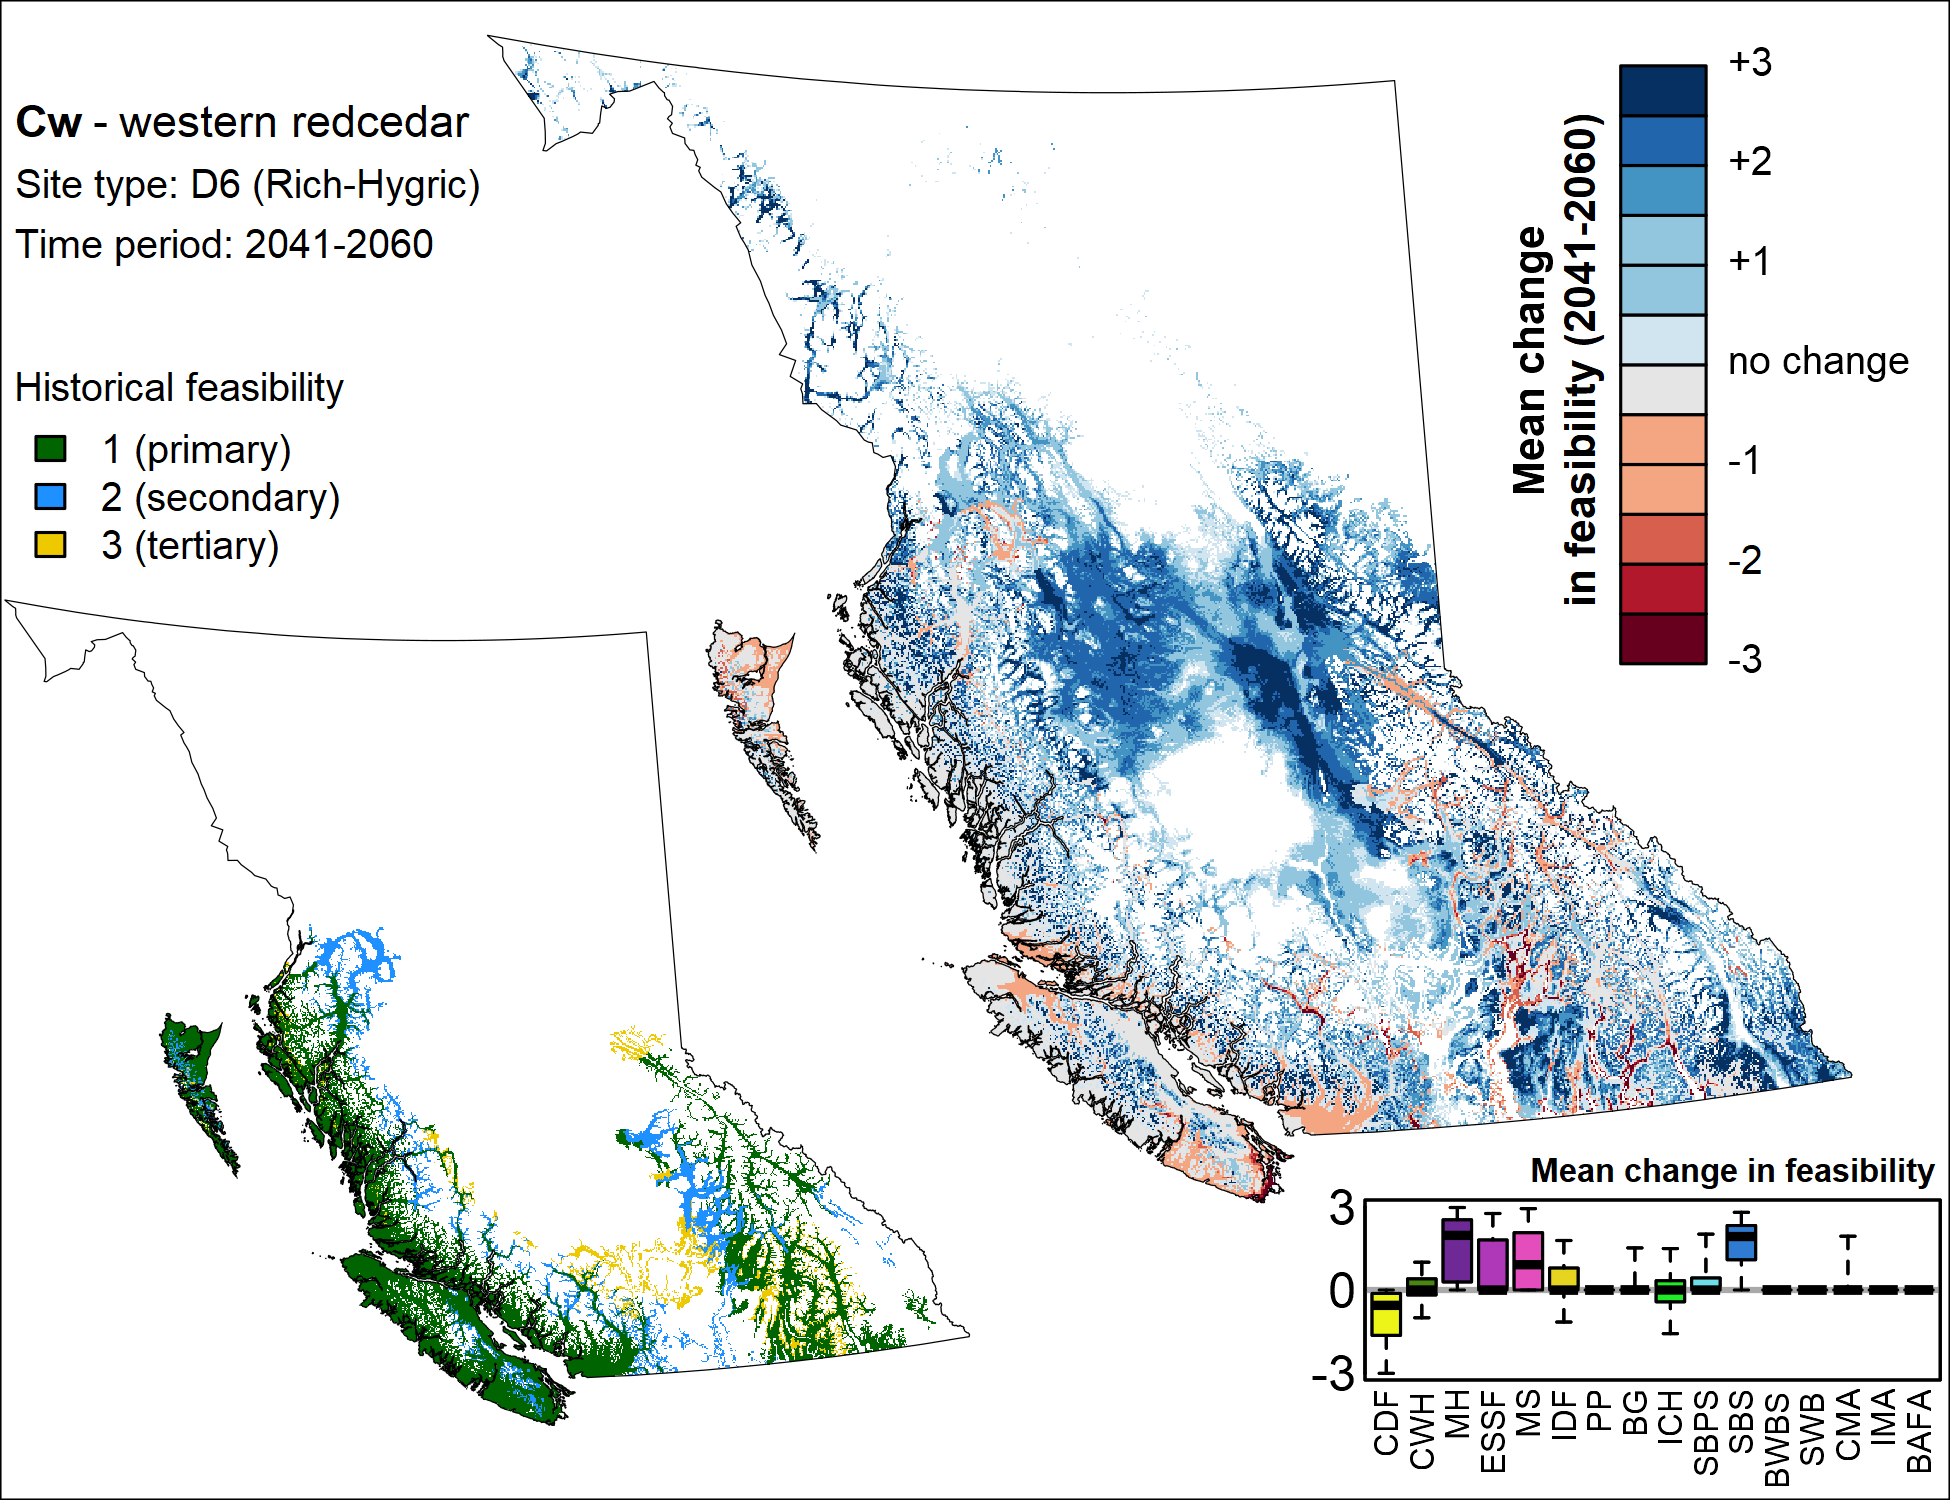 Cw - western redcedar
Site type: D6 (Rich-Hygric)
Time period: 2041-2060
Historical feasibility
1 (primary)
2 (secondary)
3 (tertiary)
Mean change
in feasibility (2041-2060)
+3
+2
+1
no change
-1
-2
-3
Mean change in feasibility
3
0
-3
CDF
CWH
MH
ESSF
MS
IDF
PP
BG
ICH
SBPS
SBS
BWBS
SWB
CMA
IMA
BAFA